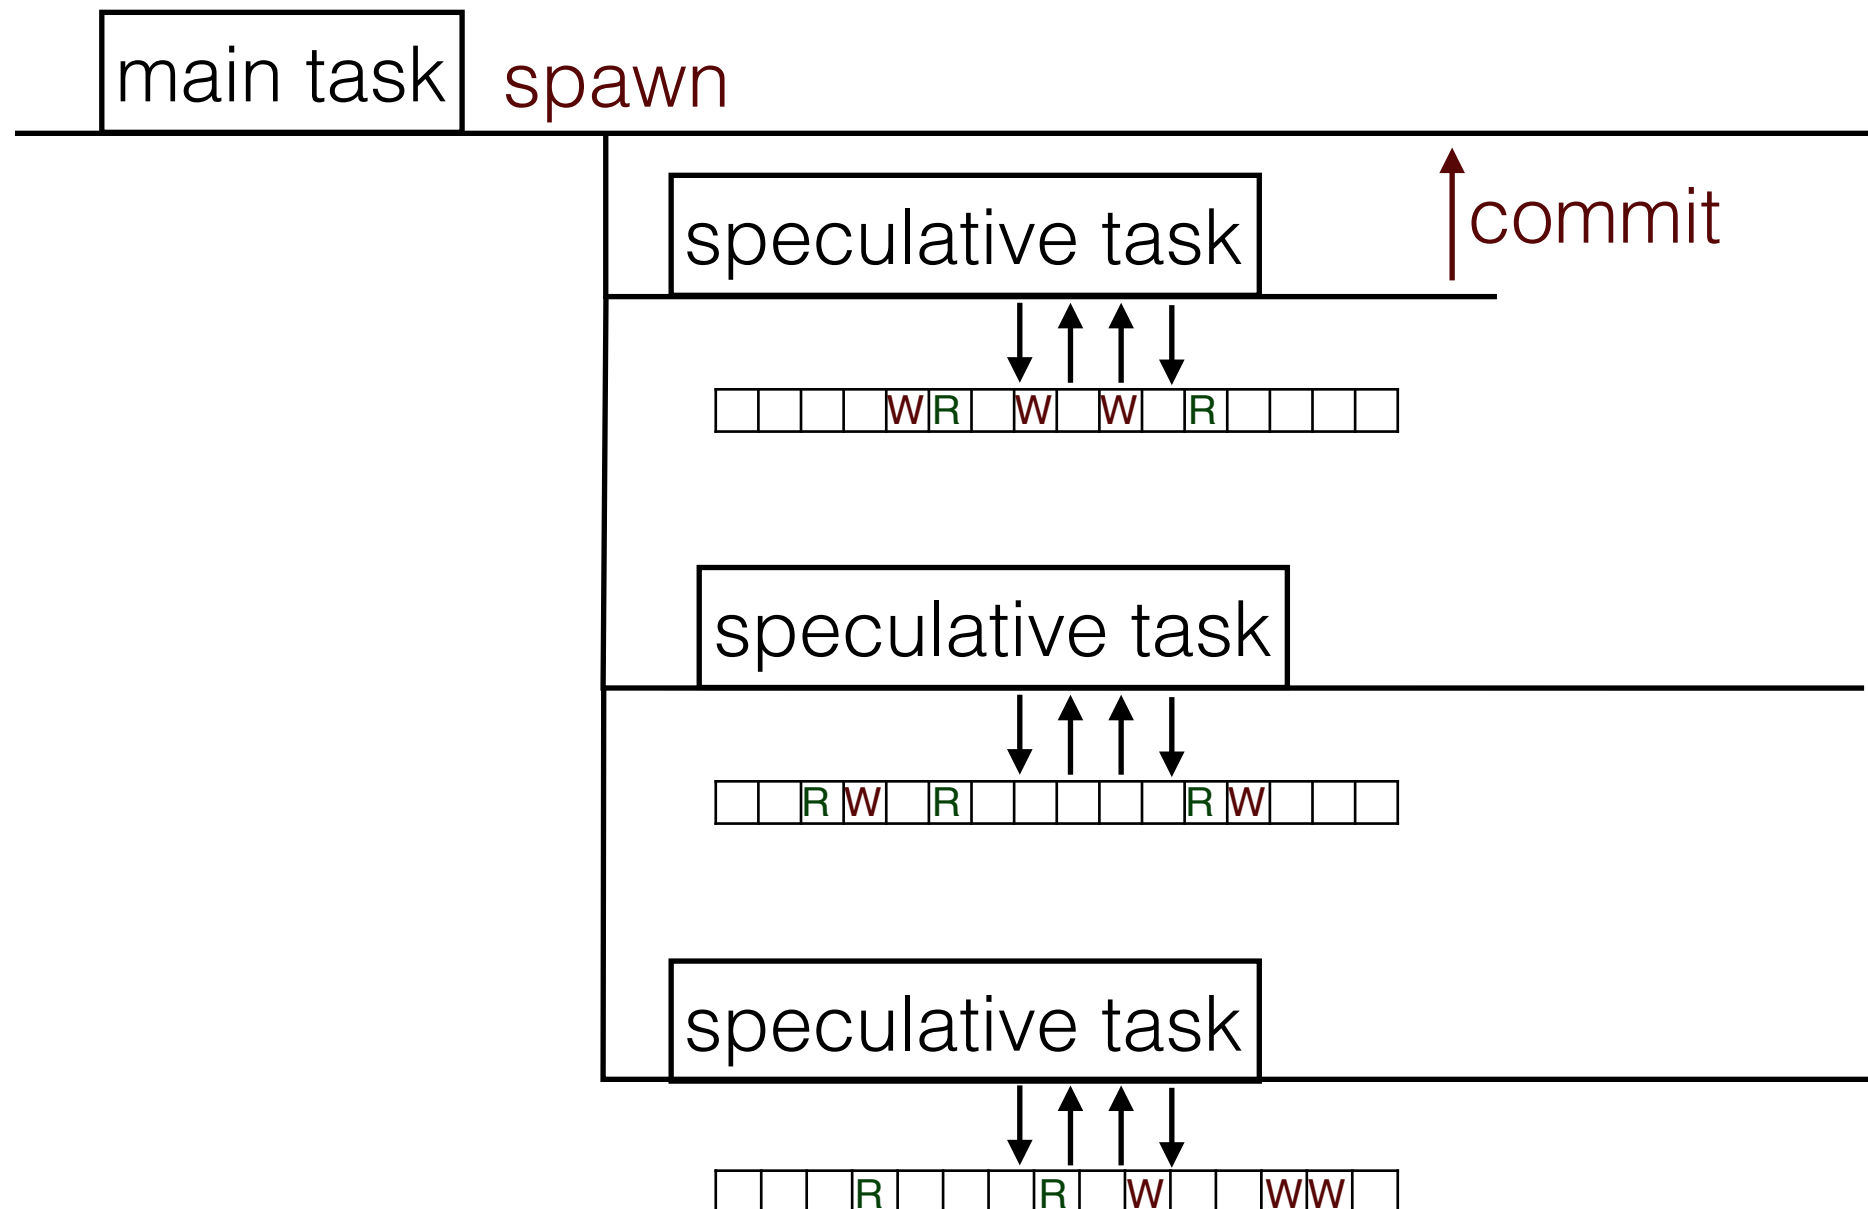 main task
spawn
speculative task
commit
W R W W R
speculative task
R W R R W
speculative task
R R W W W